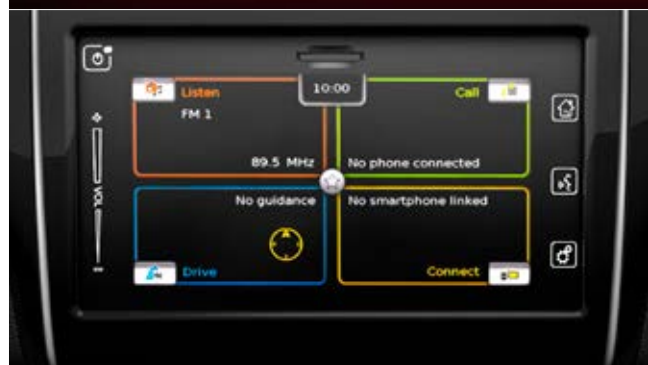 10:00
Listen
FM 1
89.5 MHz
Call
No phone connected
VOL
No guidance
Drive
No smartphone linked
Connect